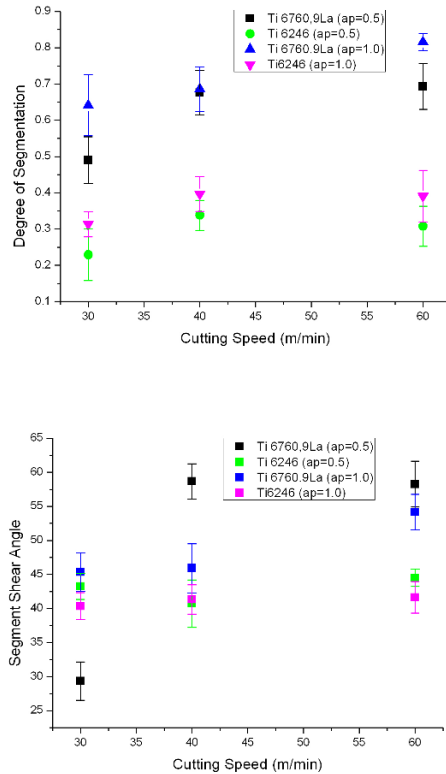 Ti 6760,9La (ap=0.5)
Ti 6246 (ap=0.5)
Ti 6760.9La (ap=1.0)
Ti6246 (ap=1.0)
0.9
0.8
0.7
0.6
0.5
0.4
0.3
0.2
0.1
Degree of Segmentation
30 35 40 45 50 55 60
Cutting Speed (m/min)
Ti 6760,9La (ap=0.5)
Ti 6246 (ap=0.5)
Ti 6760.9La (ap=1.0)
Ti6246 (ap=1.0)
65
60
55
50
45
40
35
30
25
Segment Shear Angle
30 35 40 45 50 55 60
Cutting Speed (m/min)